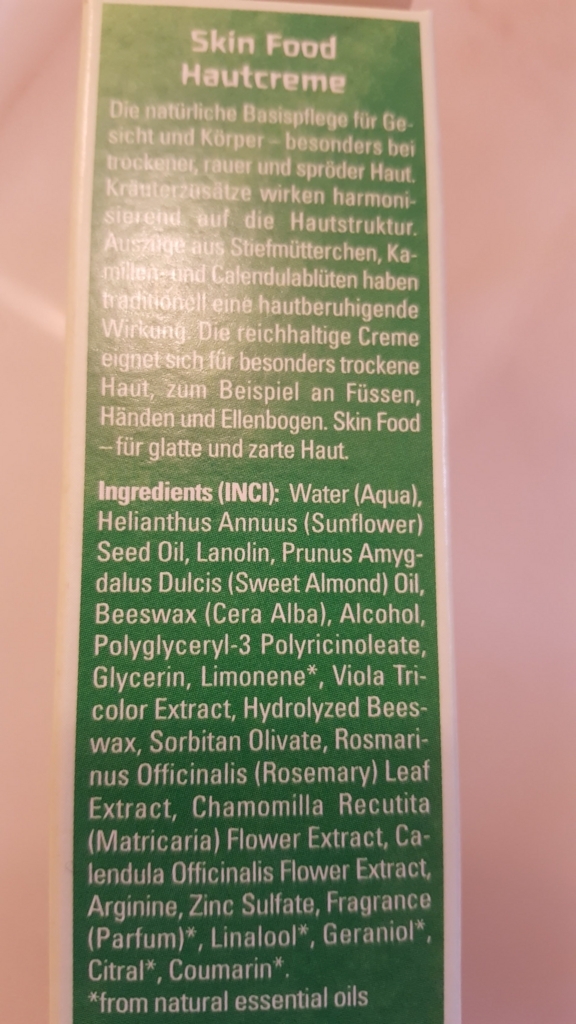 Skin Food
Hautcreme
Die natürliche Basispflege für Ge-
sicht und Körper – besonders bei
trockener, rauer und spröder Haut.
Kräuterzusätze wirken harmoni-
sierend auf die Hautstruktur.
Auszüge aus Stiefmütterchen, Ka-
millen- und Calendulablüten haben
traditionell eine hautberuhigende
Wirkung. Die reichhaltige Creme
eignet sich für besonders trockene
Haut, zum Beispiel an Füssen,
Händen und Ellenbogen. Skin Food
– für glatte und zarte Haut.
Ingredients (INCI): Water (Aqua),
Helianthus Annuus (Sunflower)
Seed Oil, Lanolin, Prunus Amyg-
dalus Dulcis (Sweet Almond) Oil,
Beeswax (Cera Alba), Alcohol,
Polyglyceryl-3 Polyricinoleate,
Glycerin, Limonene*, Viola Tri-
color Extract, Hydrolyzed Bees-
wax, Sorbitan Olivate, Rosmari-
nus Officinalis (Rosemary) Leaf
Extract, Chamomilla Recutita
(Matricaria) Flower Extract, Ca-
lendula Officinalis Flower Extract,
Arginine, Zinc Sulfate, Fragrance
(Parfum)*, Linalool*, Geraniol*,
Citral*, Coumarin*.
*from natural essential oils